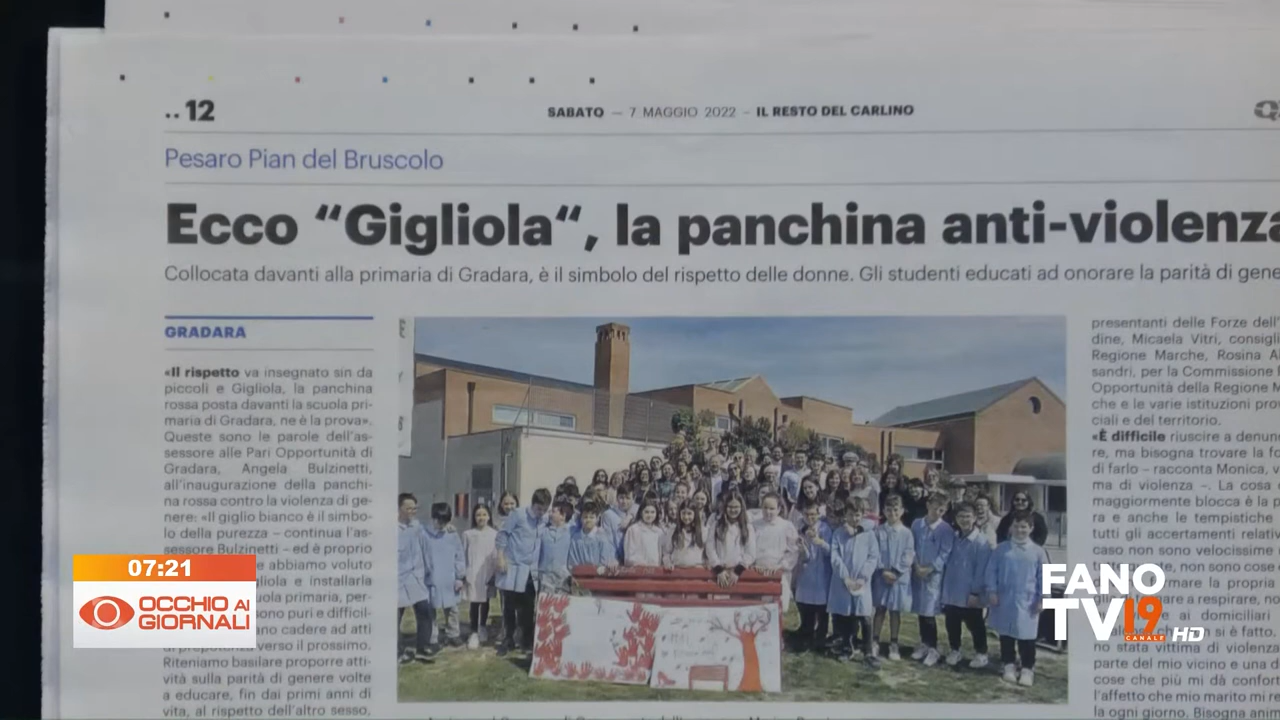 ..12
SABATO — 7 MAGGIO 2022 – IL RESTO DEL CARLINO
Pesaro Pian del Bruscolo
Ecco “Gigliola“, la panchina anti-violenza
Collocata davanti alla primaria di Gradara, è il simbolo del rispetto delle donne. Gli studenti educati ad onorare la parità di gene
GRADARA
«Il rispetto va insegnato sin da
piccoli e Gigliola, la panchina
rossa posta davanti la scuola pri-
maria di Gradara, ne è la prova».
Queste sono le parole dell'as-
sessore alle Pari Opportunità di
Gradara, Angela Bulzinetti,
all'inaugurazione della panchi-
na rossa contro la violenza di ge-
nere: «Il giglio bianco è il simbo-
lo della purezza – continua l'as-
sessore Bulzinetti – ed è proprio
e abbiamo voluto
gliola e installarla
uola primaria, per-
sono puri e difficil-
ano cadere ad atti
verso il prossimo.
Riteniamo basilare proporre atti-
vità sulla parità di genere volte
a educare, fin dai primi anni di
vita, al rispetto dell'altro sesso,
presentanti delle Forze dell'
dine, Micaela Vitri, consigli
Regione Marche, Rosina A
sandri, per la Commissione
Opportunità della Regione M
che e le varie istituzioni pro
ciali e del territorio.
«È difficile riuscire a denun
re, ma bisogna trovare la fo
di farlo – racconta Monica, v
ma di violenza –. La cosa
maggiormente blocca è la p
ra e anche le tempistiche
tutti gli accertamenti relativ
caso non sono velocissime
non sono cose
la propria
a respirare, no
ai domiciliari
si è fatto.
no stata vittima di violenza
parte del mio vicino e una d
cose che più mi dà confort
l'affetto che mio marito mi re
la ogni giorno. Bisogna anim
07:21
OCCHIO AI
GIORNALI
FANO
TV19
CANALE
HD